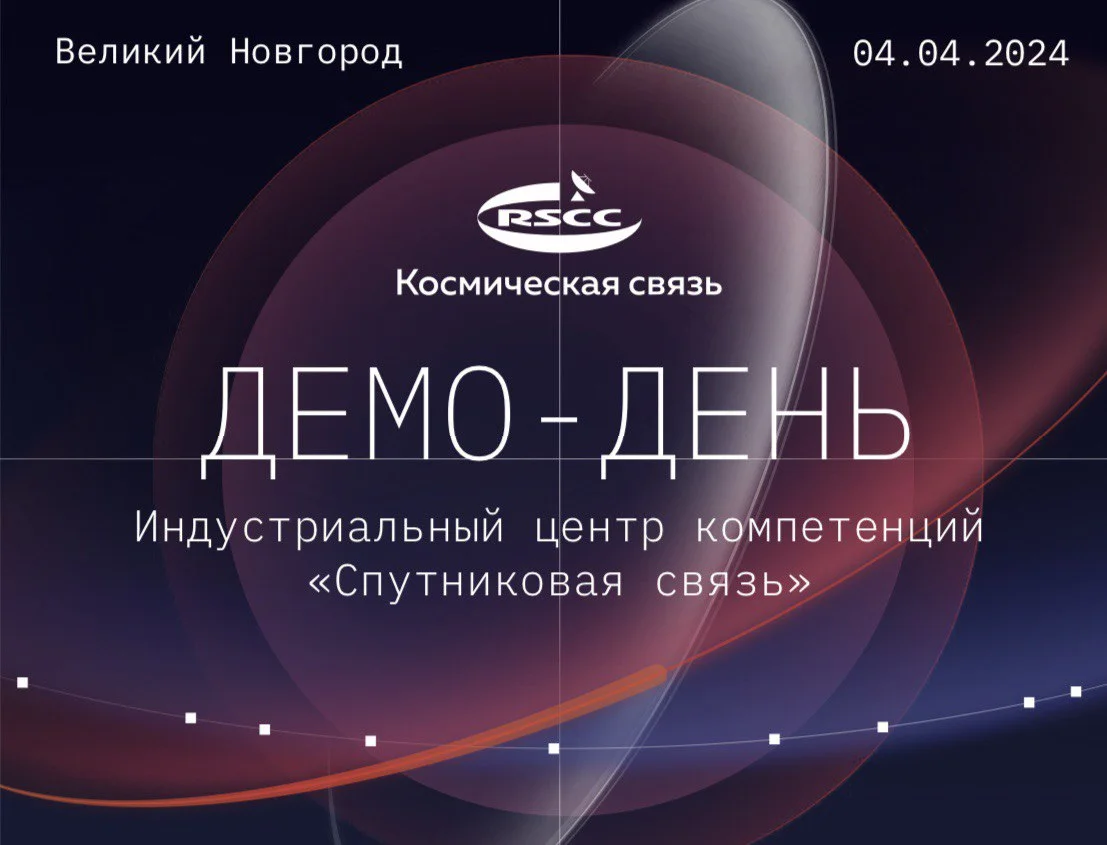 Великий Новгород
04.04.2024
RSCC
Космическая связь
ДЕМО-ДЕНЬ
Индустриальный центр компетенций
«Спутниковая связь»